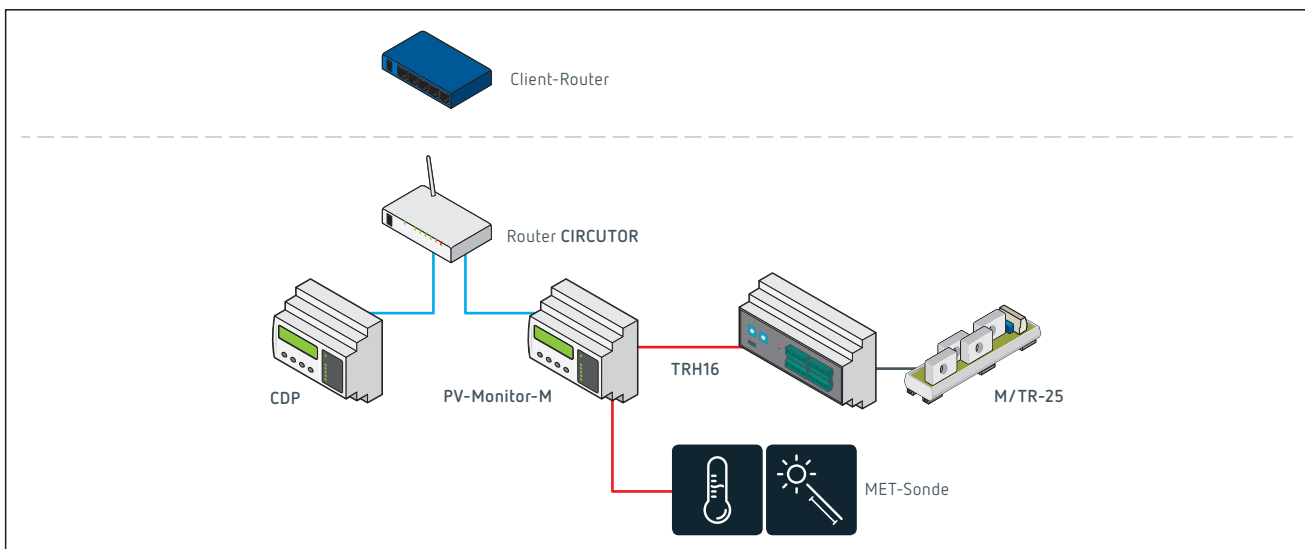 Client-Router
Router CIRCUTOR
CDP
PV-Monitor-M
TRH16
M/TR-25
MET-Sonde